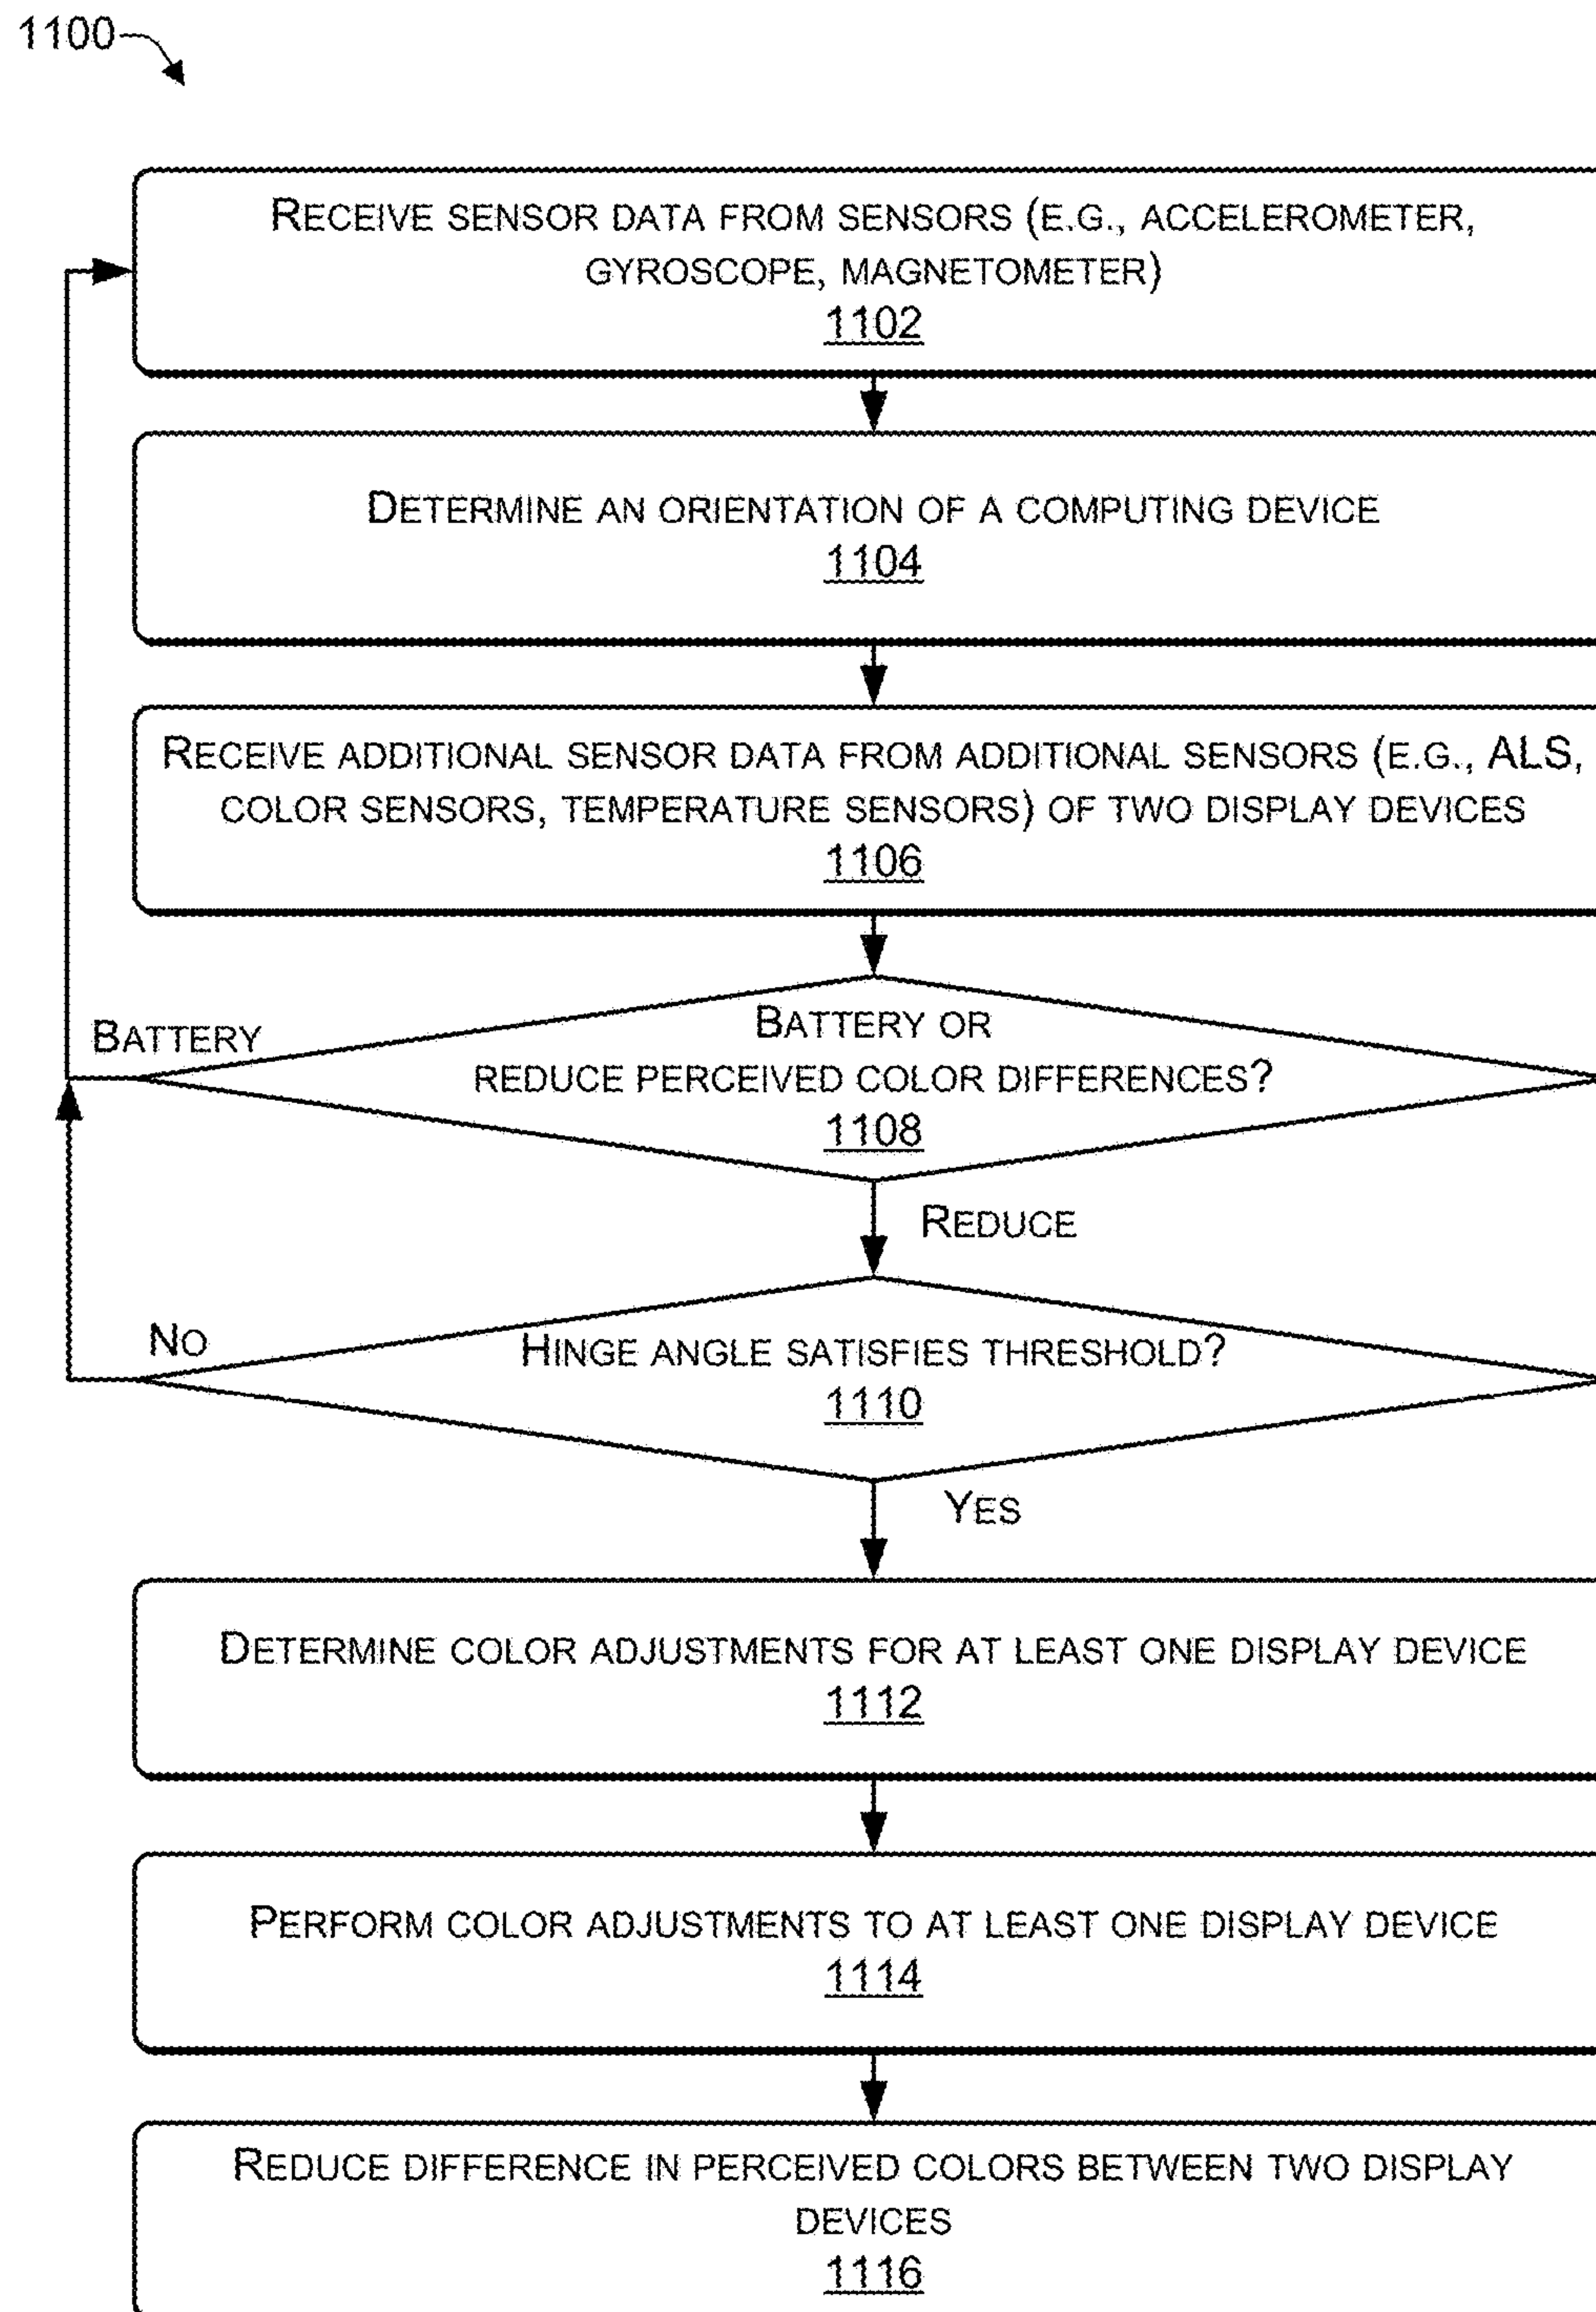 1100
RECEIVE SENSOR DATA FROM SENSORS (E.G., ACCELEROMETER,
GYROSCOPE, MAGNETOMETER)
1102
DETERMINE AN ORIENTATION OF A COMPUTING DEVICE
1104
RECEIVE ADDITIONAL SENSOR DATA FROM ADDITIONAL SENSORS (E.G., ALS,
COLOR SENSORS, TEMPERATURE SENSORS) OF TWO DISPLAY DEVICES
1106
BATTERY
BATTERY OR
REDUCE PERCEIVED COLOR DIFFERENCES?
1108
REDUCE
NO
HINGE ANGLE SATISFIES THRESHOLD?
1110
YES
DETERMINE COLOR ADJUSTMENTS FOR AT LEAST ONE DISPLAY DEVICE
1112
PERFORM COLOR ADJUSTMENTS TO AT LEAST ONE DISPLAY DEVICE
1114
REDUCE DIFFERENCE IN PERCEIVED COLORS BETWEEN TWO DISPLAY
DEVICES
1116